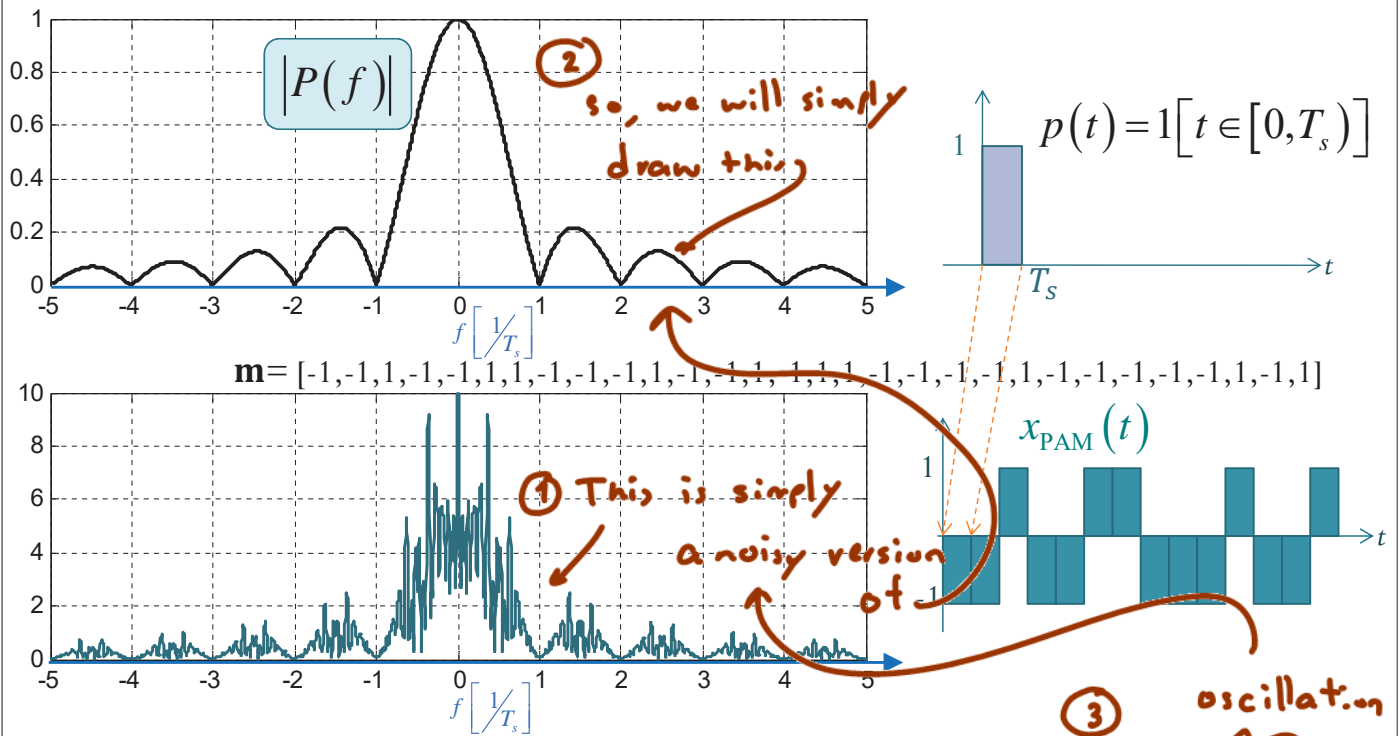 1
0.8
0.6
0.4
0.2
0
-5 -4 -3 -2 -1 0 1 2 3 4 5
|P(f)|
f [1/Ts]
② so, we will simply
draw this
p(t) = 1[t ∈ [0, Ts)]
1
Ts
t
m= [-1,-1,1,-1,-1,1,1,-1,-1,-1,1,-1,-1,1,-1,1,1,-1,-1,-1,-1,1,-1,-1,-1,-1,-1,1,-1,1]
10
8
6
4
2
0
-5 -4 -3 -2 -1 0 1 2 3 4 5
f [1/Ts]
① This is simply
a noisy version
of
xPAM(t)
1
-1
t
③ oscillation